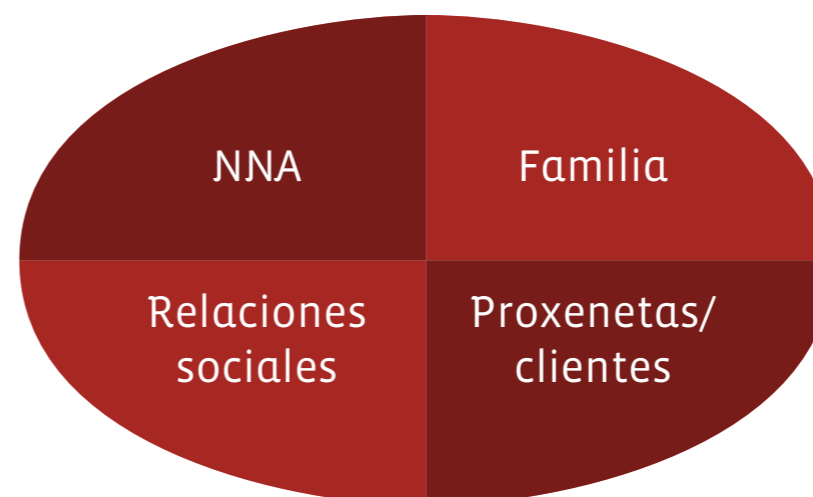 NNA
Familia
Relaciones
sociales
Proxenetas/
clientes